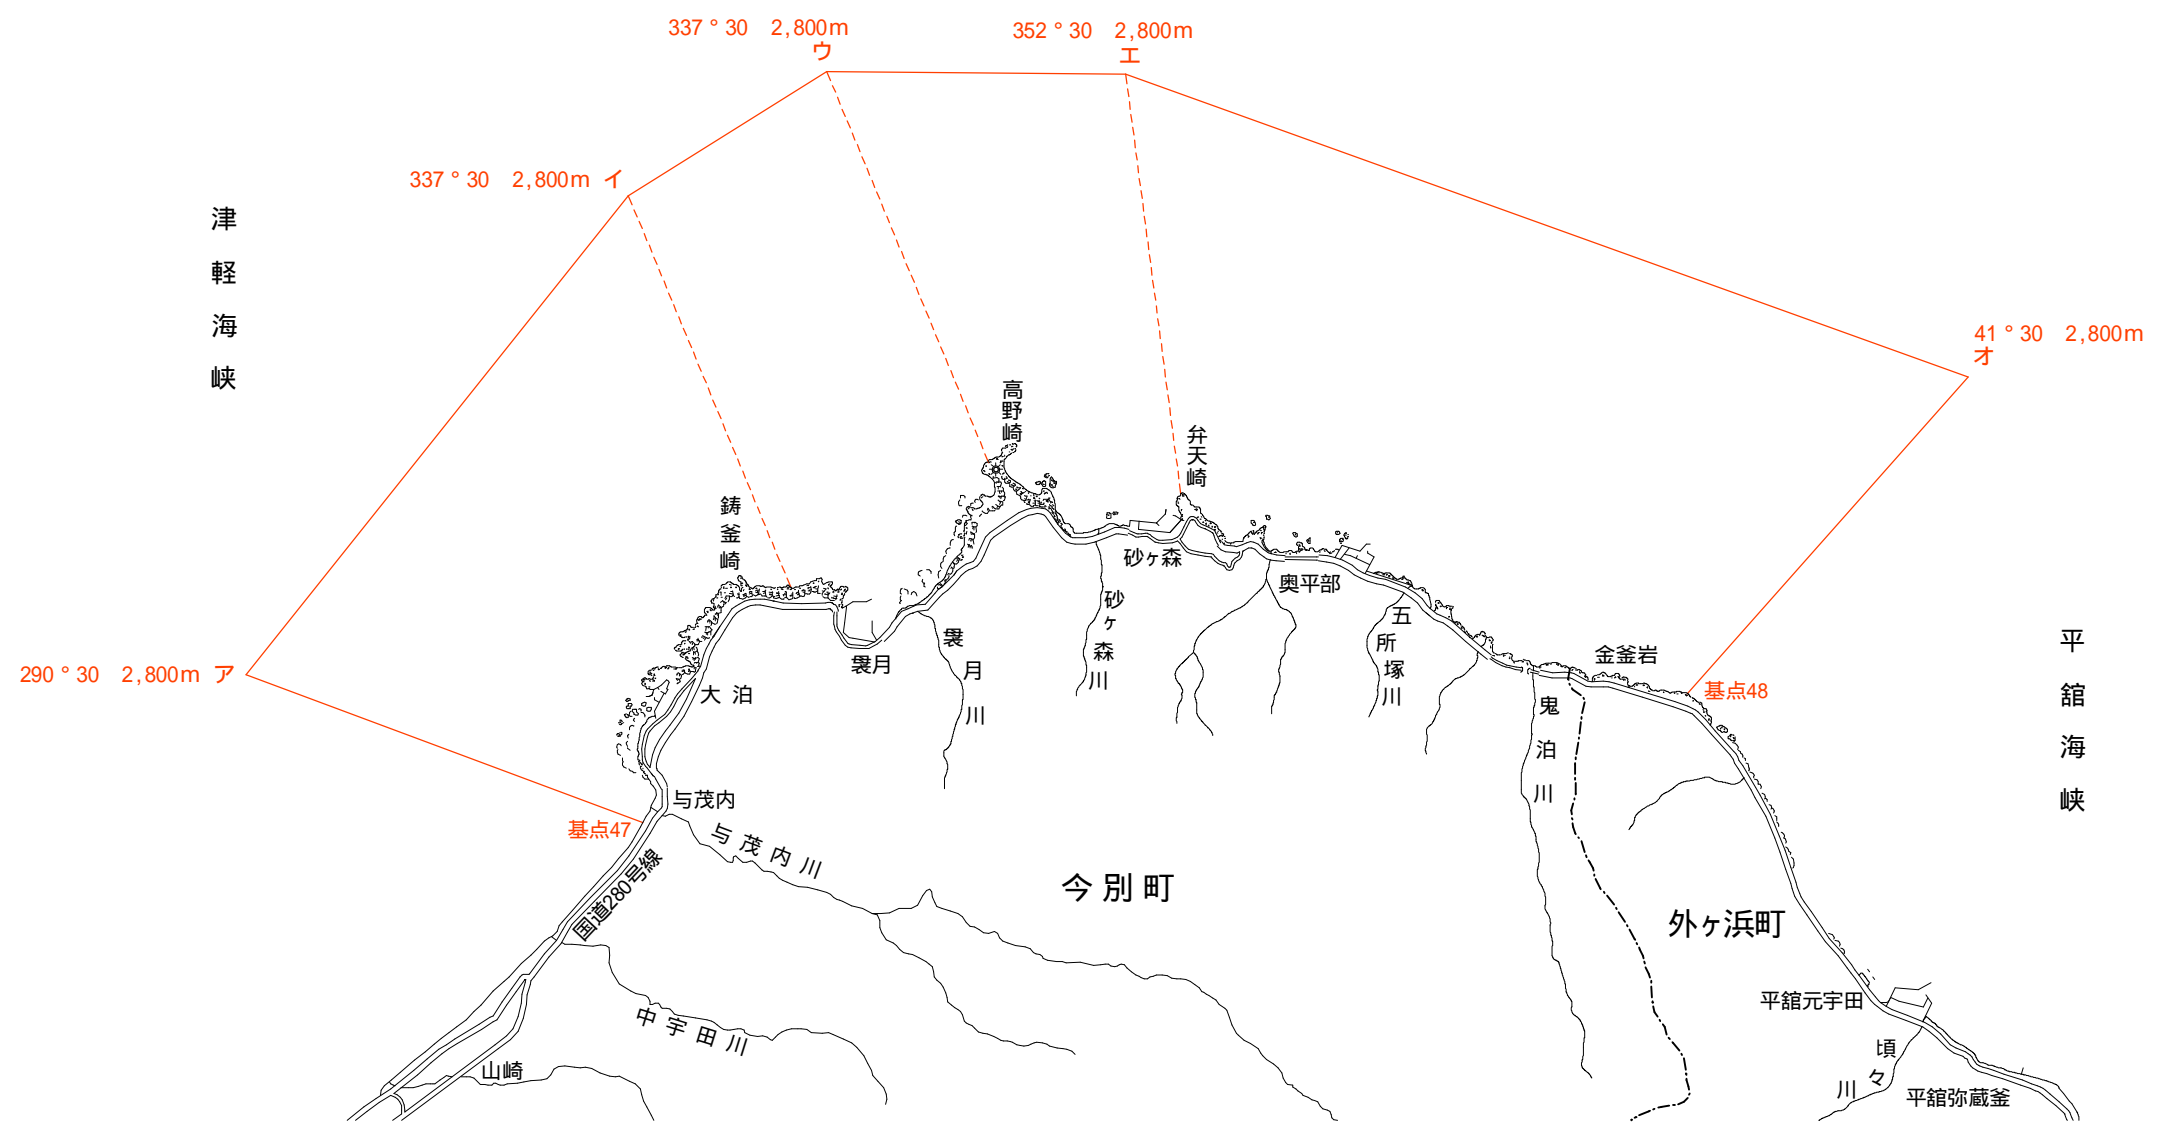 337°30 2,800m
ウ
352°30 2,800m
エ
337°30 2,800m イ
津軽海峡
41°30 2,800m
オ
高野崎
弁天崎
鋳釜崎
砂ヶ森
奥平部
砂ヶ森川
五所塚川
袰月
袰月川
金釜岩
平舘海峡
290°30 2,800m ア
大泊
基点48
鬼泊川
与茂内
基点47
与茂内川
国道280号線
今別町
外ヶ浜町
平舘元宇田
中宇田川
山崎
頃々川
平舘弥蔵釜